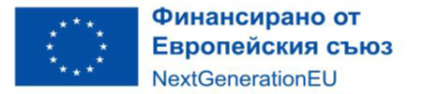 Финансирано от
Европейския съюз
NextGenerationEU